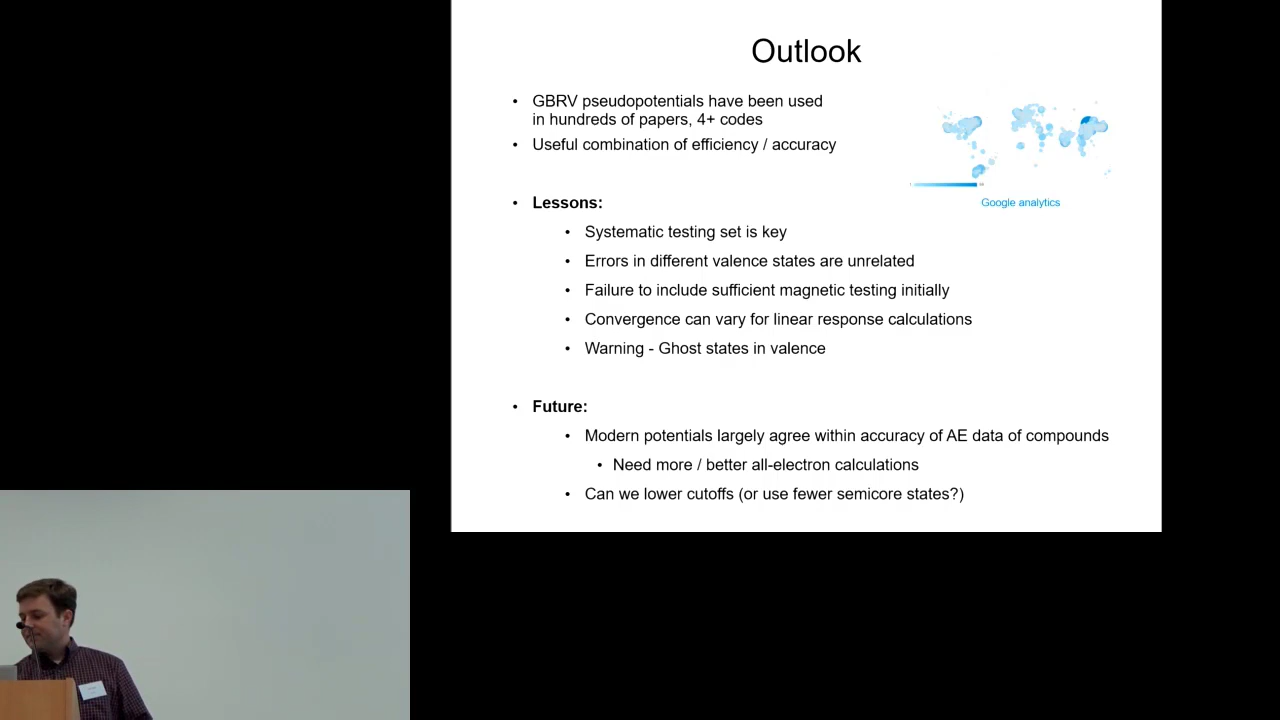 Outlook
GBRV pseudopotentials have been used
in hundreds of papers, 4+ codes
Useful combination of efficiency / accuracy
Google analytics
Lessons:
Systematic testing set is key
Errors in different valence states are unrelated
Failure to include sufficient magnetic testing initially
Convergence can vary for linear response calculations
Warning - Ghost states in valence
Future:
Modern potentials largely agree within accuracy of AE data of compounds
Need more / better all-electron calculations
Can we lower cutoffs (or use fewer semicore states?)